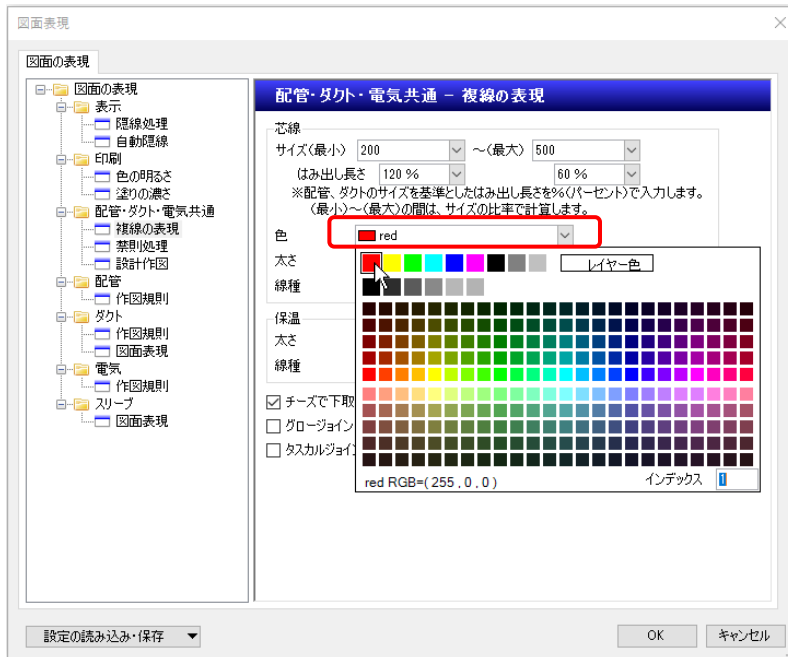 図面表現
図面の表現
図面の表現
表示
隠線処理
自動隠線
印刷
色の明るさ
塗りの濃さ
配管・ダクト・電気共通
複線の表現
禁則処理
設計作図
配管
作図規則
ダクト
作図規則
図面表現
電気
作図規則
スリーブ
図面表現
配管・ダクト・電気共通 － 複線の表現
芯線
サイズ(最小) 200 ～(最大) 500
はみ出し長さ 120 % 60 %
※配管、ダクトのサイズを基準としたはみ出し長さを%(パーセント)で入力します。
(最小)～(最大)の間は、サイズの比率で計算します。
色 red
太さ レイヤー色
線種
保温
太さ
線種
チーズで下取
グロージョイン
タスカルジョイ
red RGB=( 255 , 0 , 0 ) インデックス 1
設定の読み込み・保存 OK キャンセル